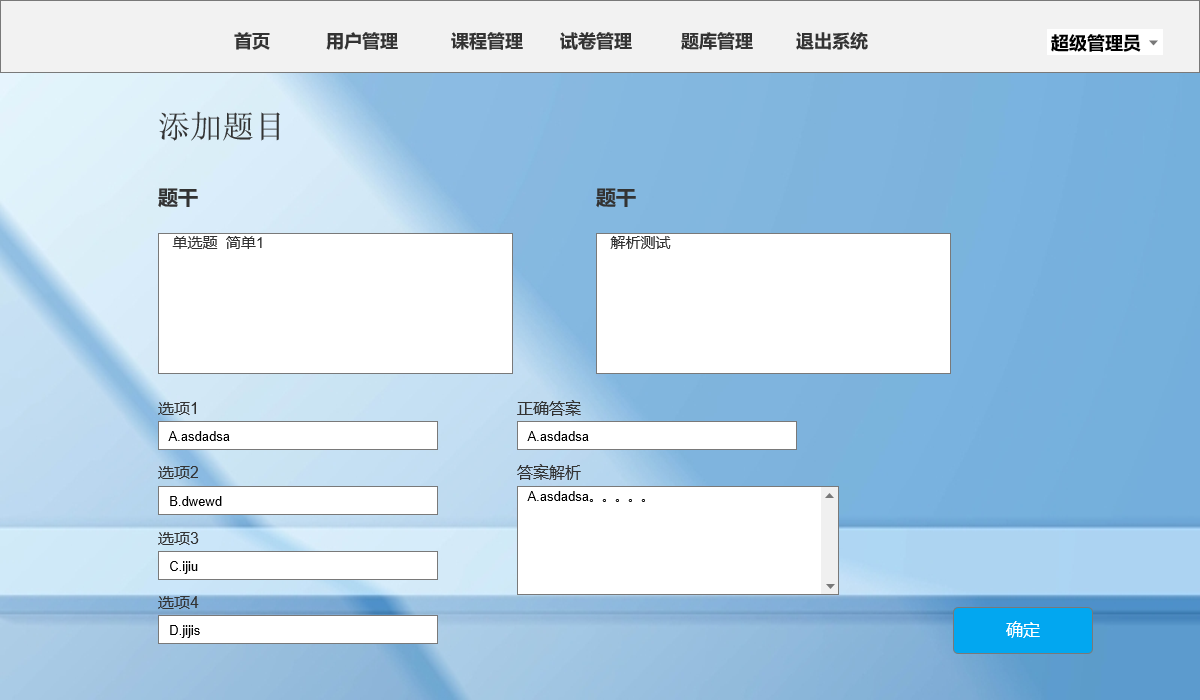 首页 用户管理 课程管理 试卷管理 题库管理 退出系统 超级管理员
添加题目
题干 题干
单选题  简单1 解析测试
选项1 正确答案
A.asdadsa A.asdadsa
选项2 答案解析
B.dwewd A.asdadsa。。。。。
选项3
C.ijiu
选项4
D.jijis
确定